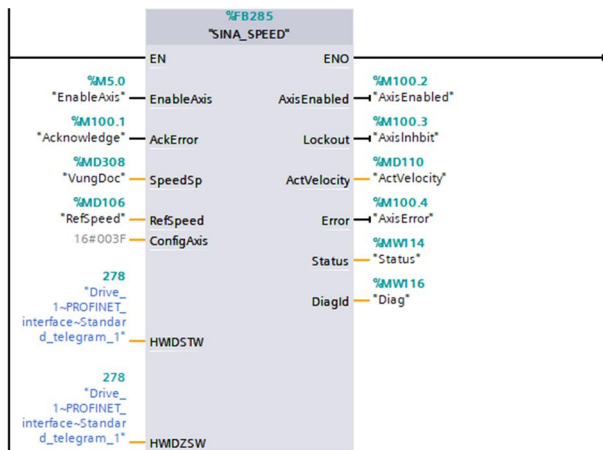 %FB285
"SINA_SPEED"
EN ENO
%M5.0
"EnableAxis" EnableAxis
AxisEnabled %M100.2 "AxisEnabled"
%M100.1
"Acknowledge" AckError
Lockout %M100.3 "AxisInhbit"
%MD308
"VungDoc" SpeedSp
ActVelocity %MD110 "ActVelocity"
%MD106
"RefSpeed" RefSpeed
Error %M100.4 "AxisError"
16#003F ConfigAxis
Status %MW114 "Status"
DiagId %MW116 "Diag"
278
"Drive_
1~PROFINET_
interface~Standar
d_telegram_1" HWIDSTW
278
"Drive_
1~PROFINET_
interface~Standar
d_telegram_1" HWIDZSW